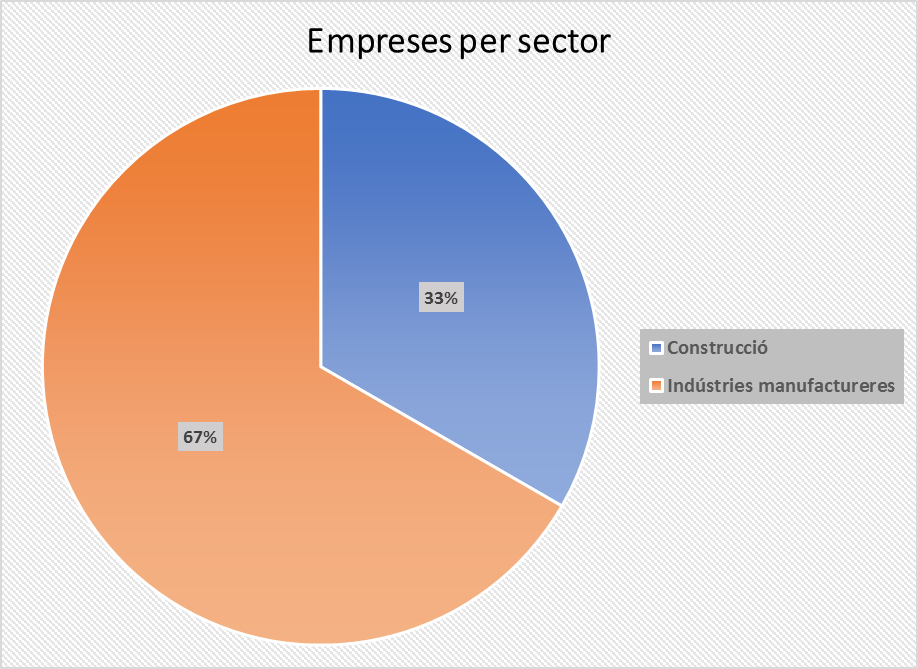 Empreses per sector
33%
67%
Construcció
Indústries manufactureres